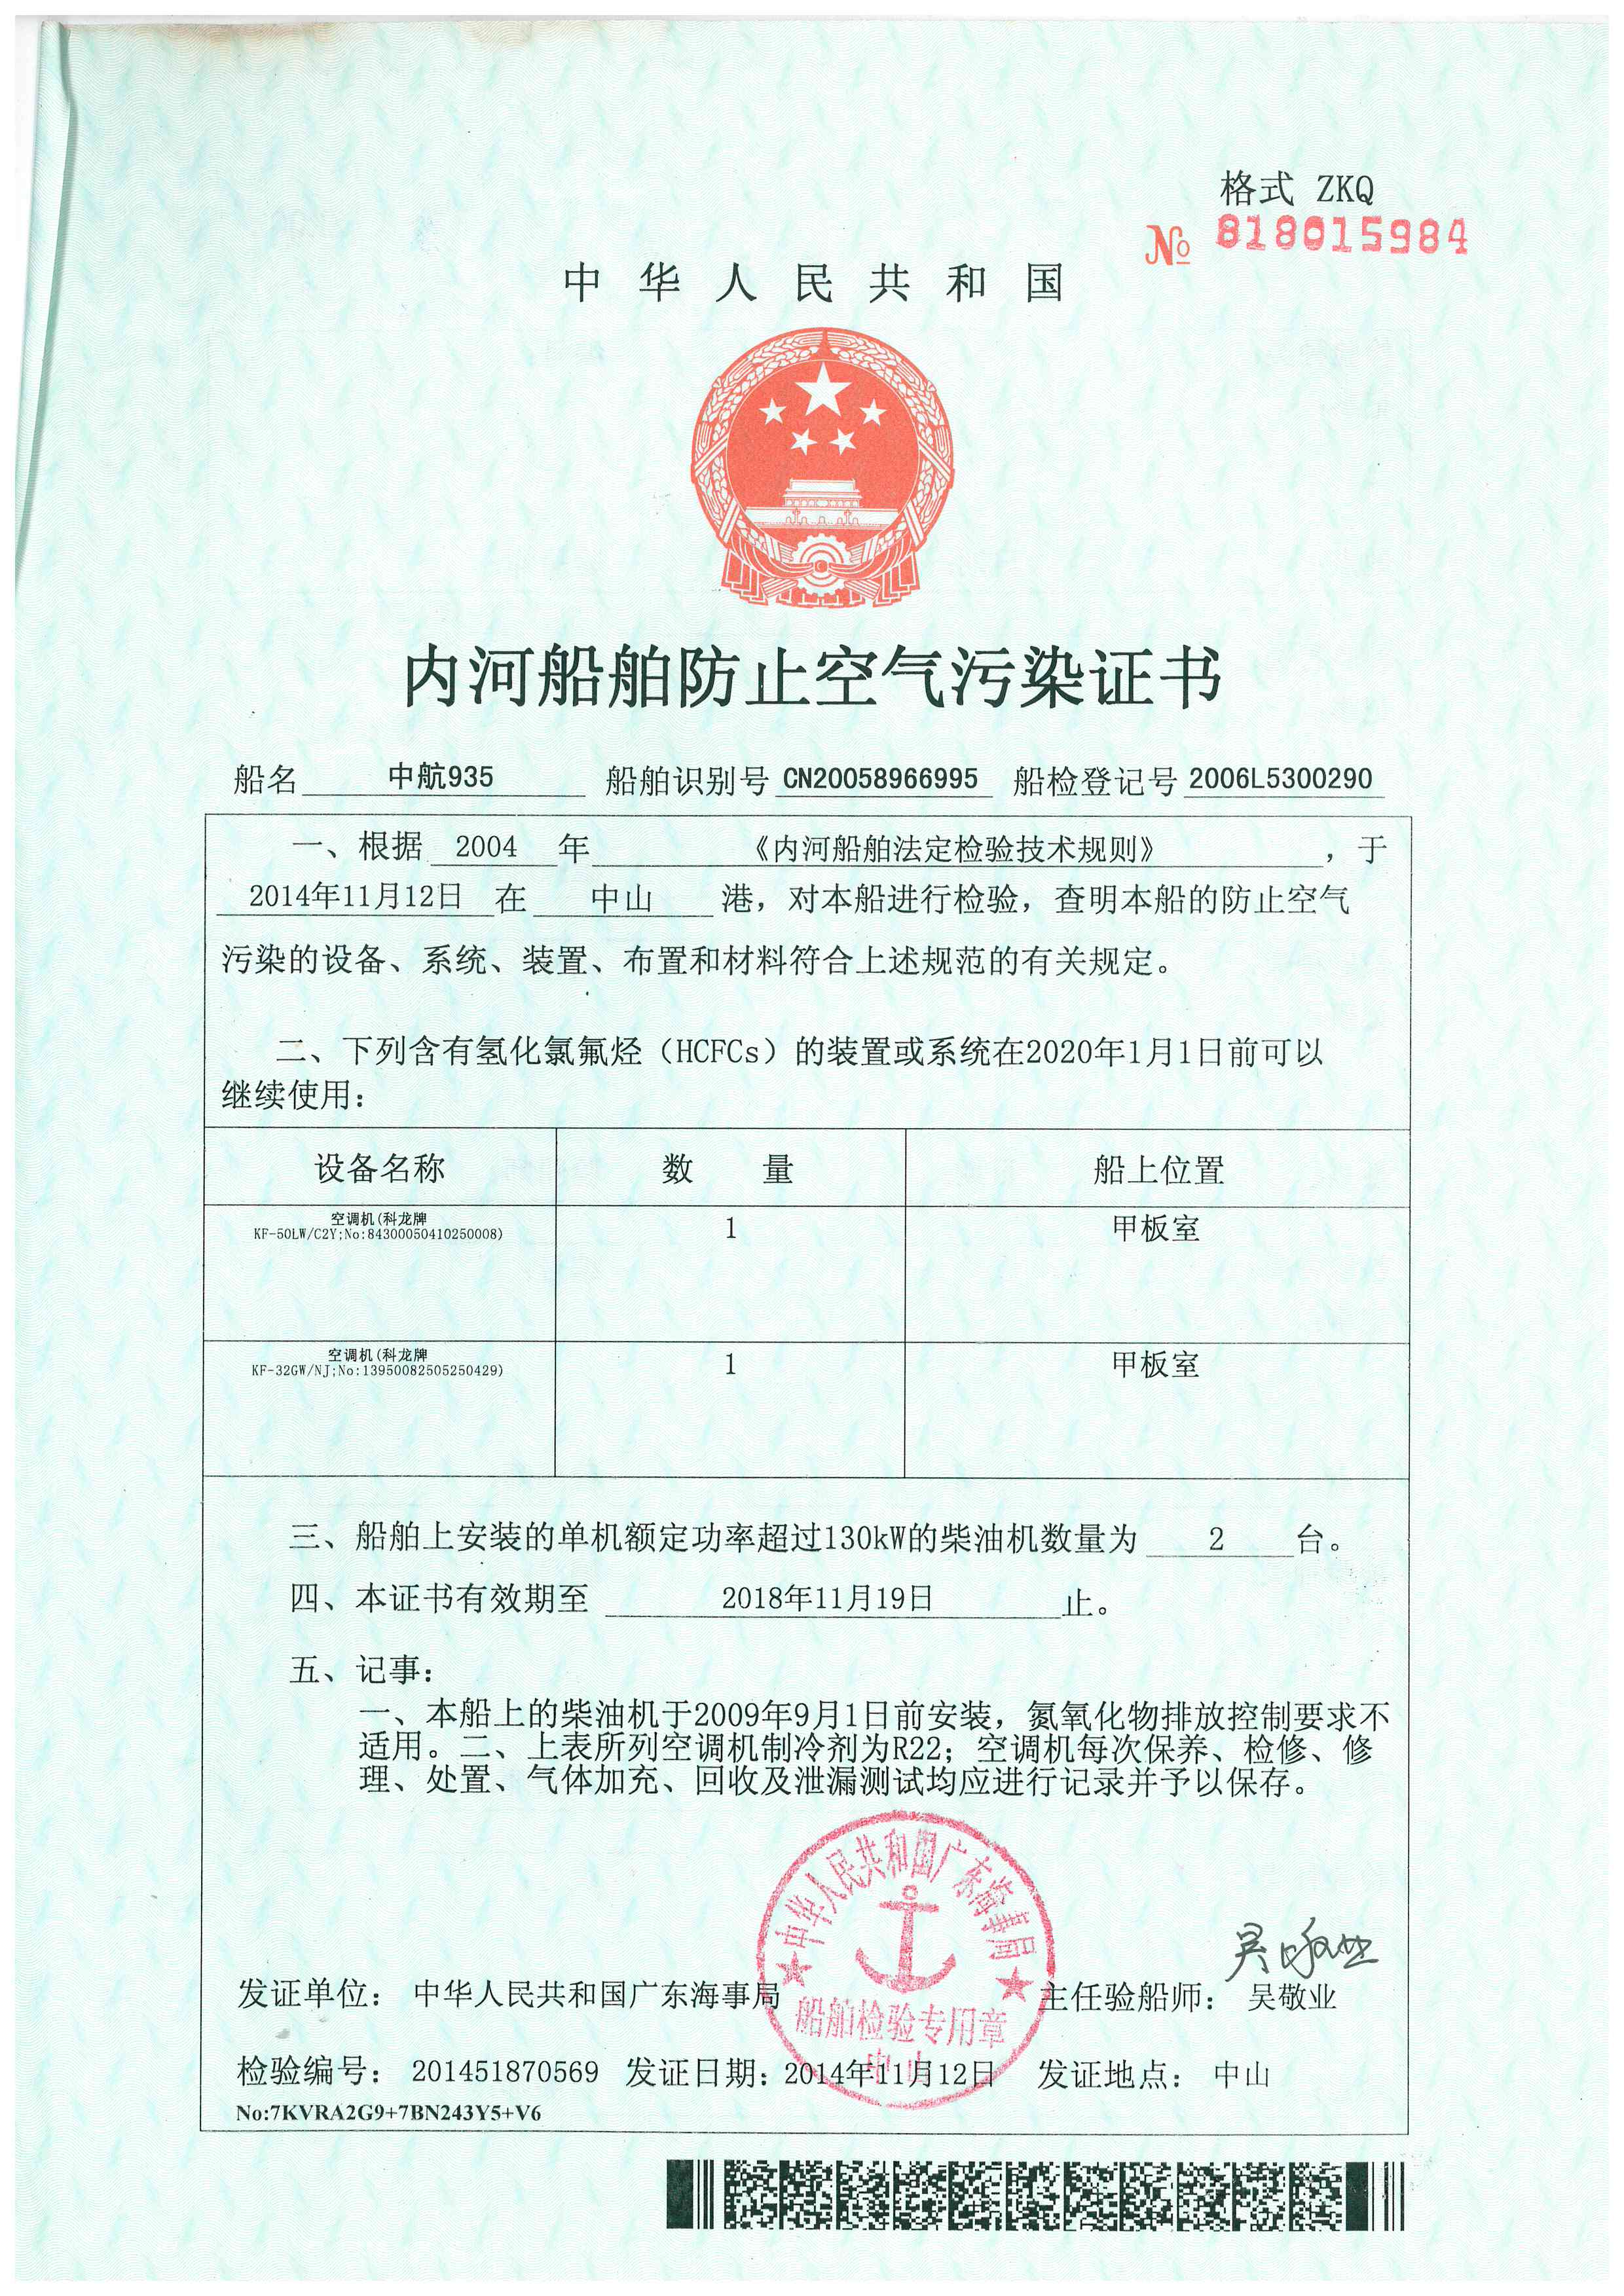 格式 ZKQ
№ 818015984
中华人民共和国
内河船舶防止空气污染证书
船名 中航935 船舶识别号 CN20058966995 船检登记号 2006L5300290
一、根据 2004 年 《内河船舶法定检验技术规则》 ，于
2014年11月12日 在 中山 港，对本船进行检验，查明本船的防止空气
污染的设备、系统、装置、布置和材料符合上述规范的有关规定。
二、下列含有氢化氯氟烃（HCFCs）的装置或系统在2020年1月1日前可以
继续使用：
设备名称 数 量 船上位置
空调机(科龙牌
KF-50LW/C2Y;No:84300050410250008) 1 甲板室
空调机(科龙牌
KF-32GW/NJ;No:13950082505250429) 1 甲板室
三、船舶上安装的单机额定功率超过130kW的柴油机数量为 2 台。
四、本证书有效期至 2018年11月19日 止。
五、记事：
一、本船上的柴油机于2009年9月1日前安装，氮氧化物排放控制要求不
适用。二、上表所列空调机制冷剂为R22；空调机每次保养、检修、修
理、处置、气体加充、回收及泄漏测试均应进行记录并予以保存。
中华人民共和国广东海事局
船舶检验专用章
中山
吴敬业
发证单位： 中华人民共和国广东海事局 主任验船师： 吴敬业
检验编号： 201451870569 发证日期：2014年11月12日 发证地点： 中山
No:7KVRA2G9+7BN243Y5+V6